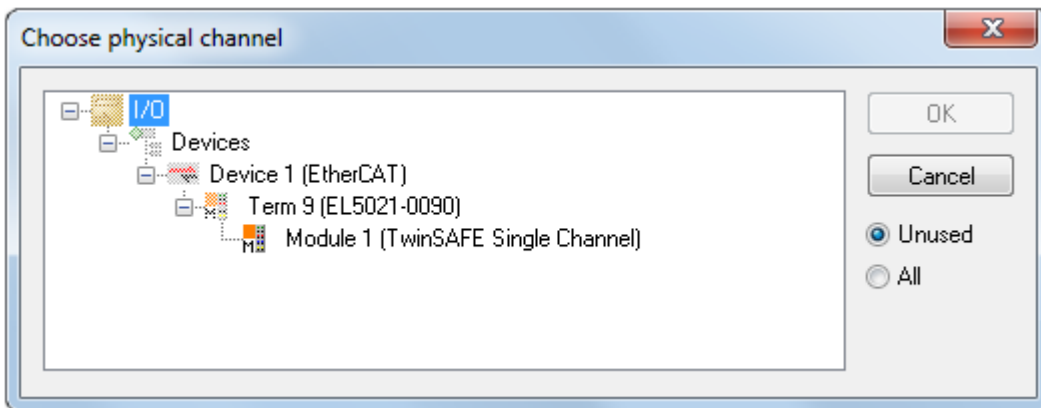 Choose physical channel
I/O
Devices
Device 1 (EtherCAT)
Term 9 (EL5021-0090)
Module 1 (TwinSAFE Single Channel)
OK
Cancel
Unused
All